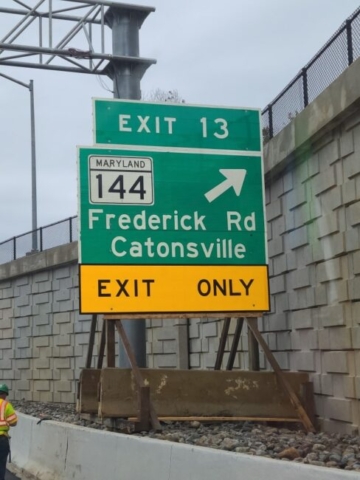 EXIT 13
MARYLAND
144
Frederick Rd
Catonsville
EXIT ONLY